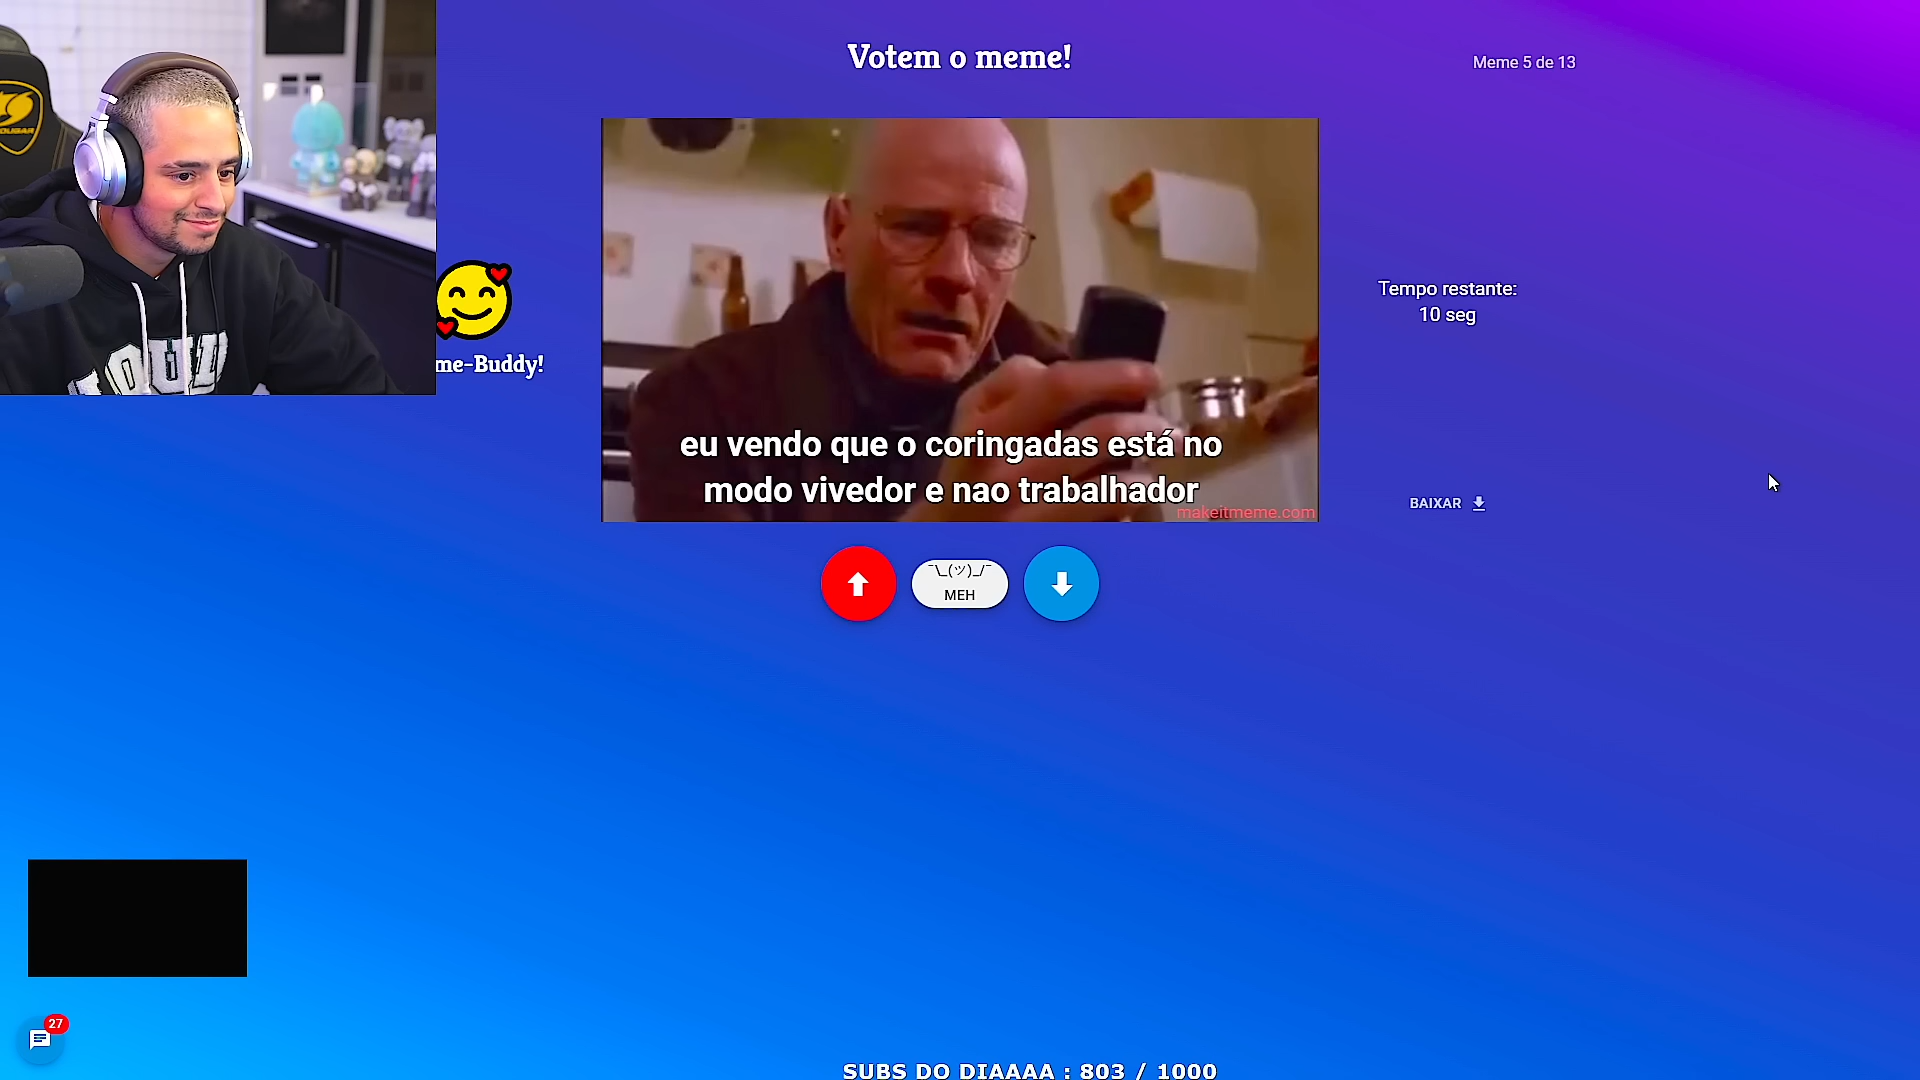 Votem o meme!
Meme 5 de 13
COUGAR
me-Buddy!
Tempo restante:
10 seg
eu vendo que o coringadas está no
modo vivedor e nao trabalhador
makeitmeme.com
BAIXAR
¯\_(ツ)_/¯
MEH
27
SUBS DO DIAAAA : 803 / 1000